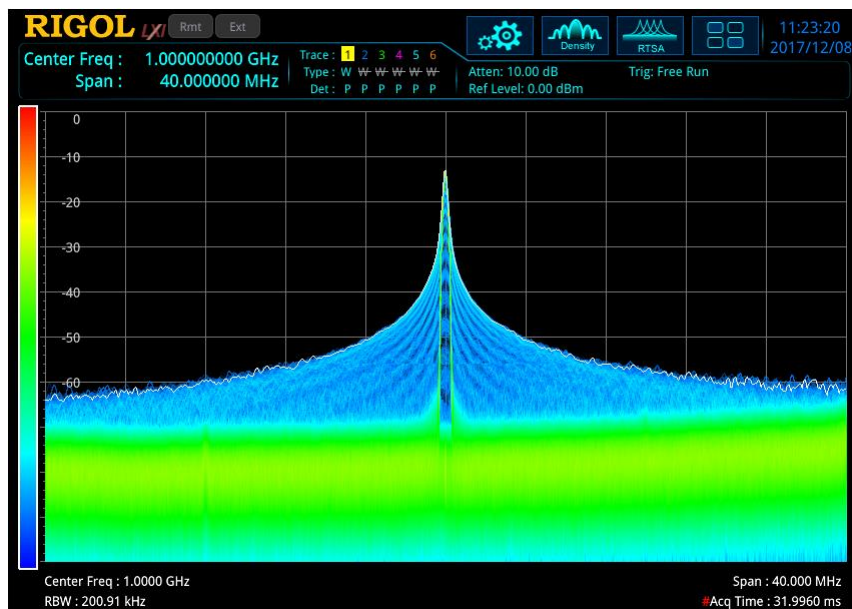 RIGOL LXI Rmt Ext
11:23:20
2017/12/08
Density
RTSA
Center Freq : 1.000000000 GHz
Span : 40.000000 MHz
Trace : 1 2 3 4 5 6
Type : W W W W W W
Det : P P P P P P
Atten: 10.00 dB
Ref Level: 0.00 dBm
Trig: Free Run
0
-10
-20
-30
-40
-50
-60
Center Freq : 1.0000 GHz
Span : 40.000 MHz
RBW : 200.91 kHz
#Acq Time : 31.9960 ms